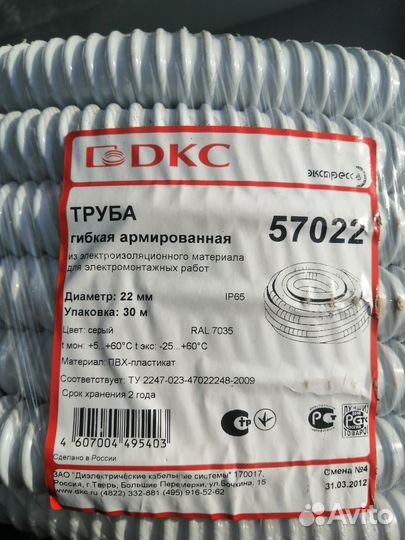 DKC
экспресс
ТРУБА
гибкая армированная
57022
из электроизоляционного материала
для электромонтажных работ
Диаметр: 22 мм
IP65
Упаковка: 30 м
Цвет: серый RAL 7035
t мон: +5...+60°C t экс: -25...+60°C
Материал: ПВХ-пластикат
Соответствует: ТУ 2247-023-47022248-2009
Срок хранения 2 года
4 607004 495403
Сделано в России
ЗАО "Диэлектрические кабельные системы" 170017,
Россия, г.Тверь, Большие Перемерки, ул.Бочкина, 15
www.dkc.ru (4822) 332-881 (495) 916-52-62
Смена №4
31.03.2012
Avito